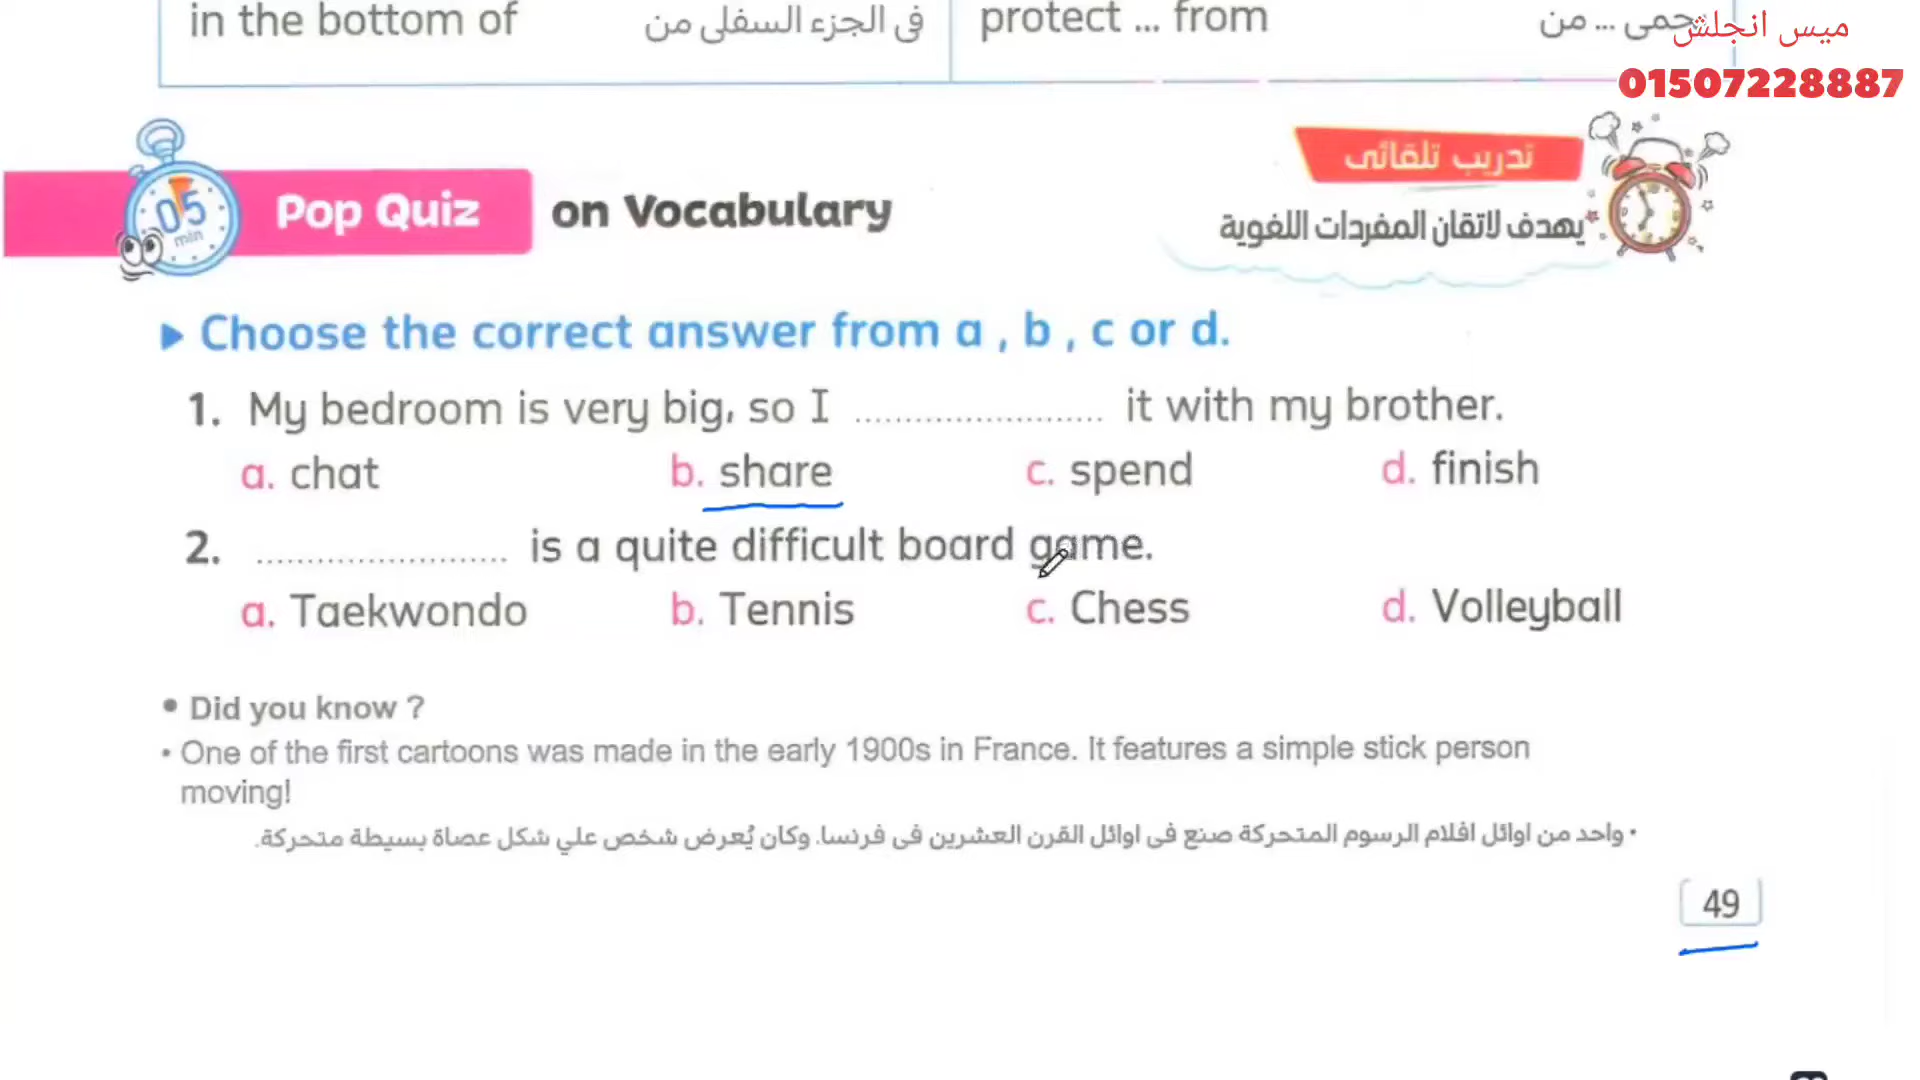 in the bottom of فى الجزء السفلى من protect ... from يحمى ... من
ميس انجلش
01507228887
05 min
Pop Quiz on Vocabulary
تدريب تلقائى
يهدف لاتقان المفردات اللغوية
Choose the correct answer from a , b , c or d.
1. My bedroom is very big, so I ........................ it with my brother.
a. chat b. share c. spend d. finish
2. ........................ is a quite difficult board game.
a. Taekwondo b. Tennis c. Chess d. Volleyball
• Did you know ?
• One of the first cartoons was made in the early 1900s in France. It features a simple stick person
moving!
• واحد من اوائل افلام الرسوم المتحركة صنع فى اوائل القرن العشرين فى فرنسا. وكان يُعرض شخص علي شكل عصاة بسيطة متحركة.
49